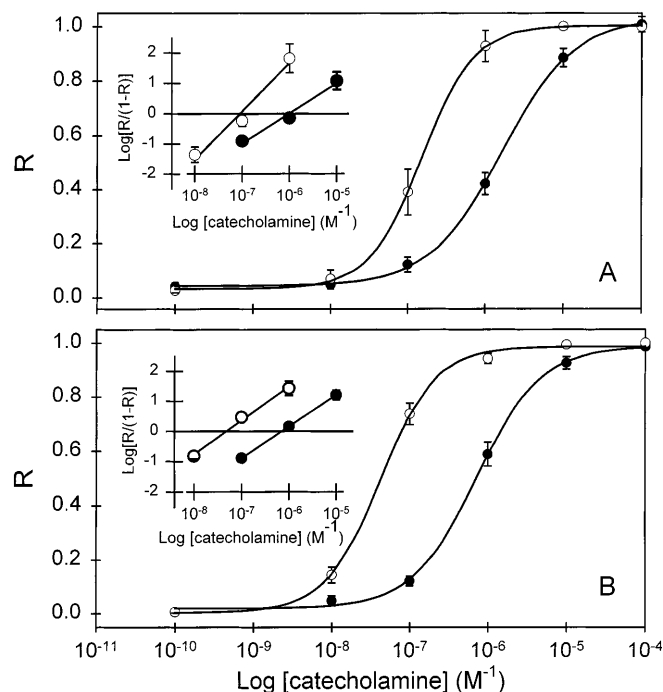 1.0
0.8
0.6
0.4
0.2
0.0
R
A
2
1
0
-1
-2
Log[R/(1-R)]
10⁻⁸ 10⁻⁷ 10⁻⁶ 10⁻⁵
Log [catecholamine] (M⁻¹)
1.0
0.8
0.6
0.4
0.2
0.0
R
B
2
1
0
-1
-2
Log[R/(1-R)]
10⁻⁸ 10⁻⁷ 10⁻⁶ 10⁻⁵
Log [catecholamine] (M⁻¹)
10⁻¹¹ 10⁻¹⁰ 10⁻⁹ 10⁻⁸ 10⁻⁷ 10⁻⁶ 10⁻⁵ 10⁻⁴
Log [catecholamine] (M⁻¹)